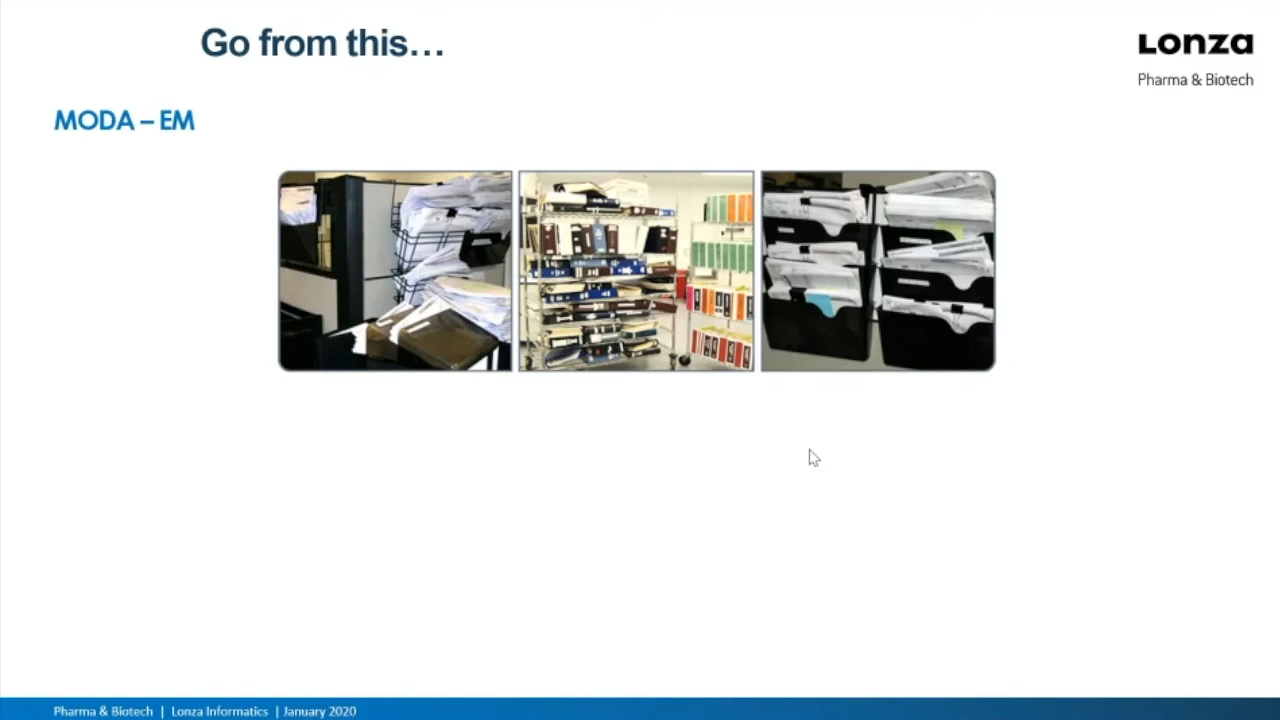 Go from this…
Lonza
Pharma & Biotech
MODA – EM
Pharma & Biotech | Lonza Informatics | January 2020